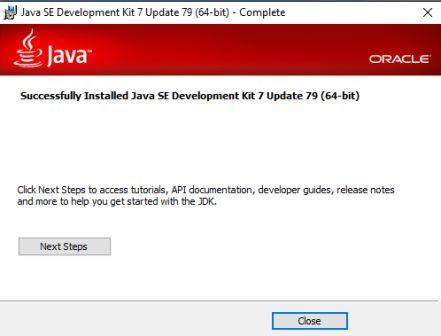 Java SE Development Kit 7 Update 79 (64-bit) - Complete
Java™
ORACLE®
Successfully Installed Java SE Development Kit 7 Update 79 (64-bit)
Click Next Steps to access tutorials, API documentation, developer guides, release notes
and more to help you get started with the JDK.
Next Steps
Close